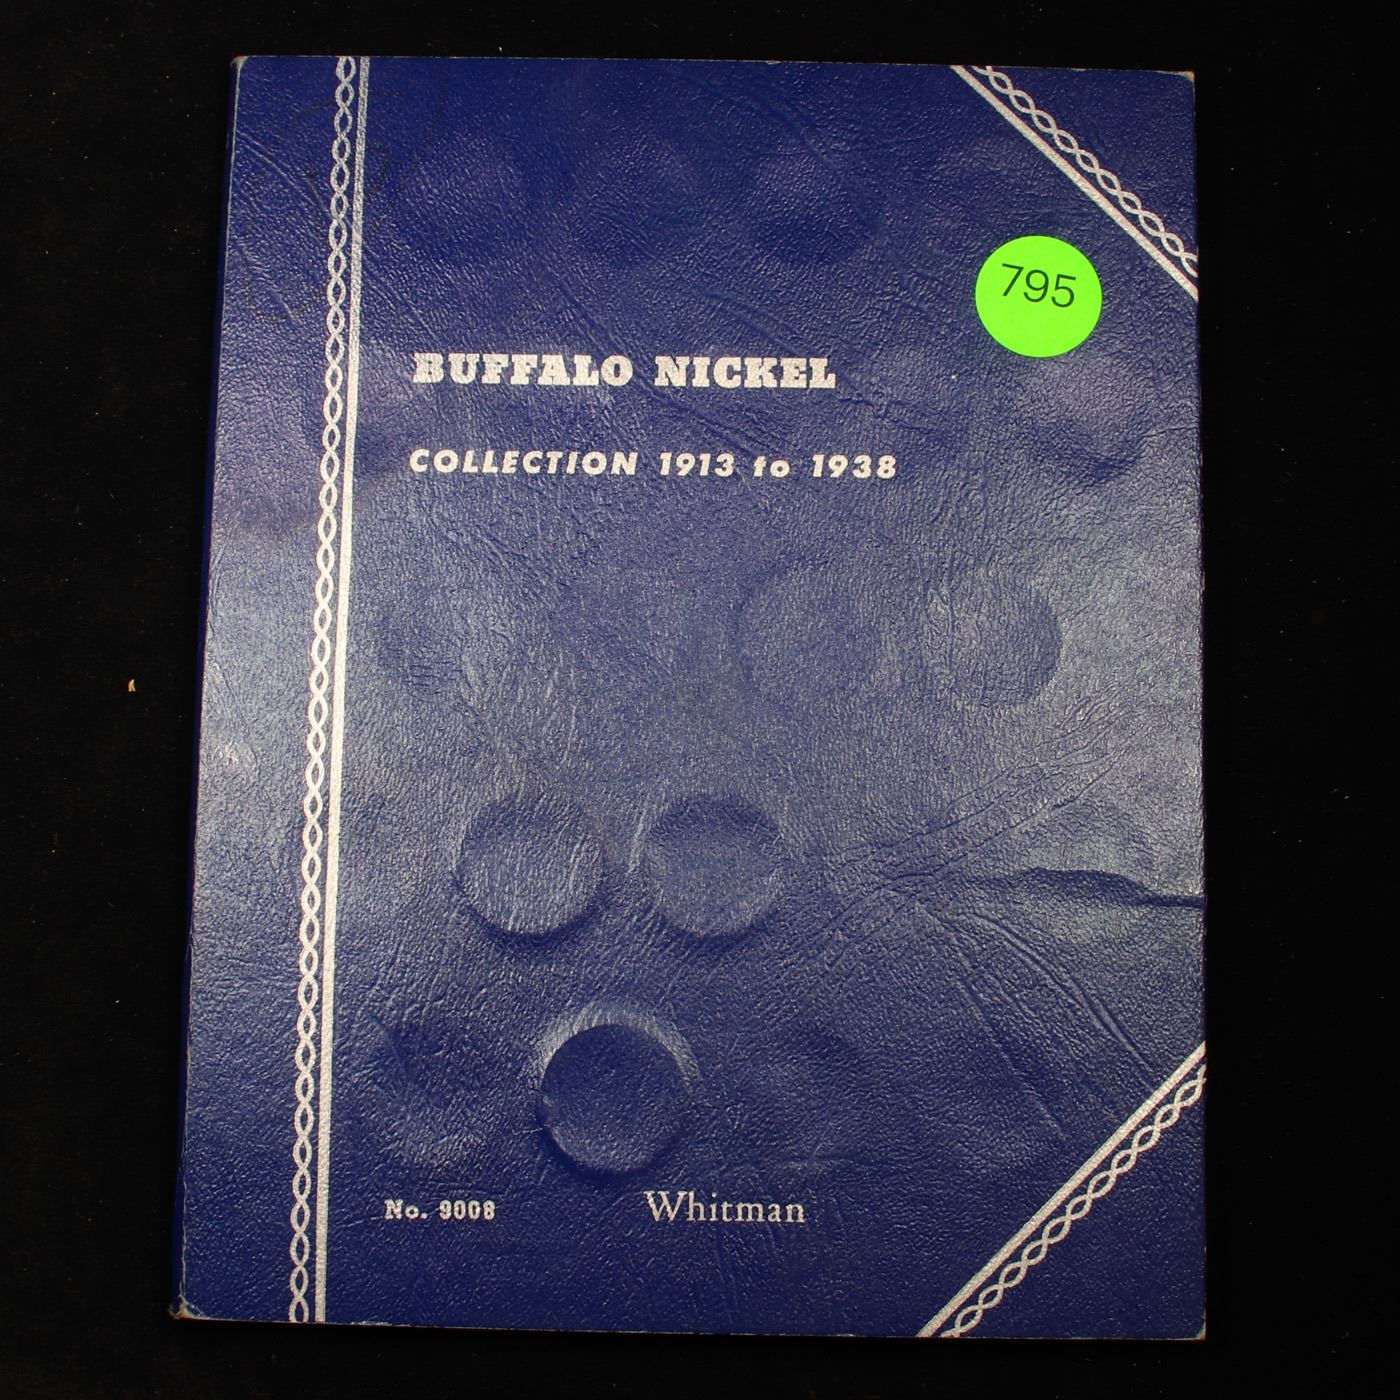 795
BUFFALO NICKEL
COLLECTION 1913 to 1938
No. 9008
Whitman